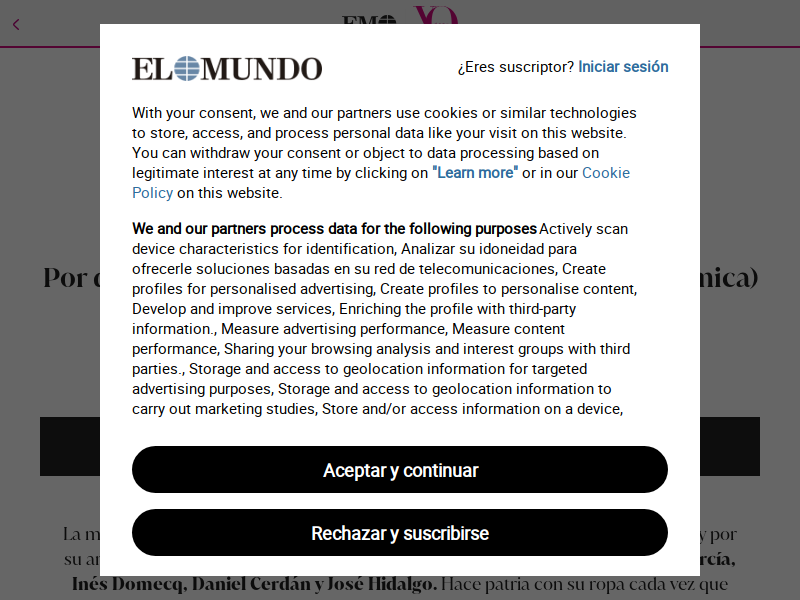 EL MUNDO
¿Eres suscriptor? Iniciar sesión
With your consent, we and our partners use cookies or similar technologies
to store, access, and process personal data like your visit on this website.
You can withdraw your consent or object to data processing based on
legitimate interest at any time by clicking on "Learn more" or in our Cookie
Policy on this website.
We and our partners process data for the following purposes Actively scan
device characteristics for identification, Analizar su idoneidad para
ofrecerle soluciones basadas en su red de telecomunicaciones, Create
profiles for personalised advertising, Create profiles to personalise content,
Develop and improve services, Enriching the profile with third-party
information., Measure advertising performance, Measure content
performance, Sharing your browsing analysis and interest groups with third
parties., Storage and access to geolocation information for targeted
advertising purposes, Storage and access to geolocation information to
carry out marketing studies, Store and/or access information on a device,
Aceptar y continuar
Rechazar y suscribirse
Por
La
y por
su
Inés Domecq, Daniel Cerdán y José Hidalgo. Hace patria con su ropa cada vez que